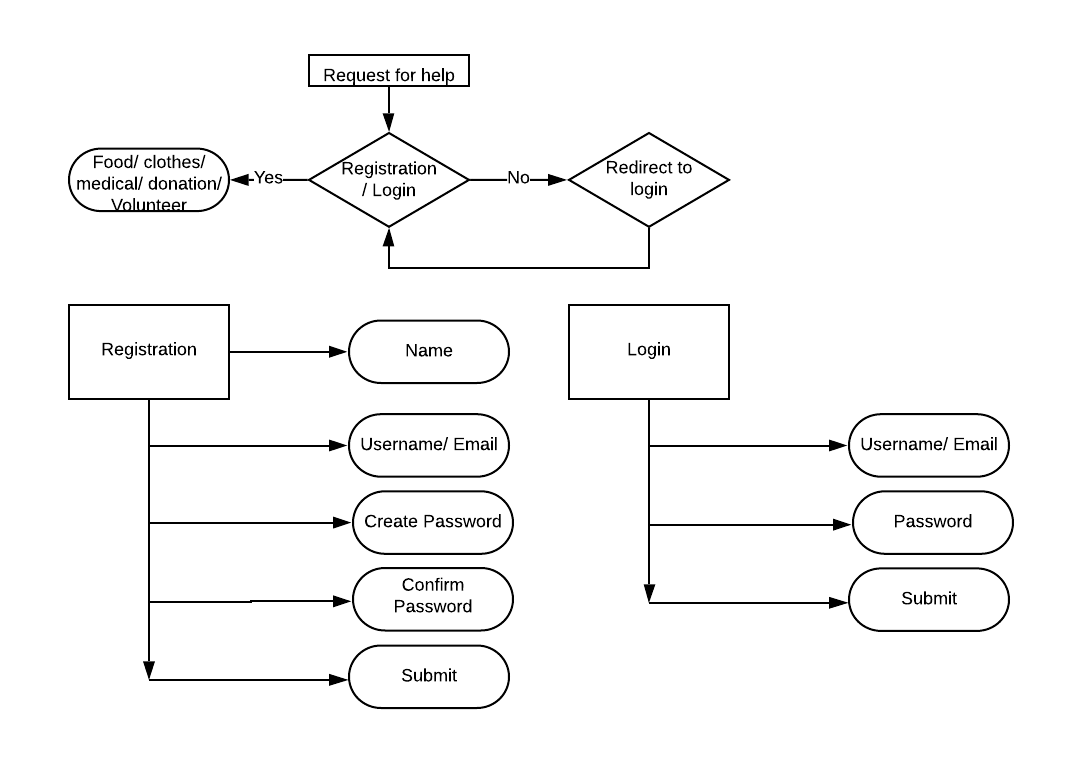 Request for help
Food/ clothes/
medical/ donation/
Volunteer
Yes
Registration
/ Login
No
Redirect to
login
Registration
Name
Username/ Email
Create Password
Confirm
Password
Submit
Login
Username/ Email
Password
Submit